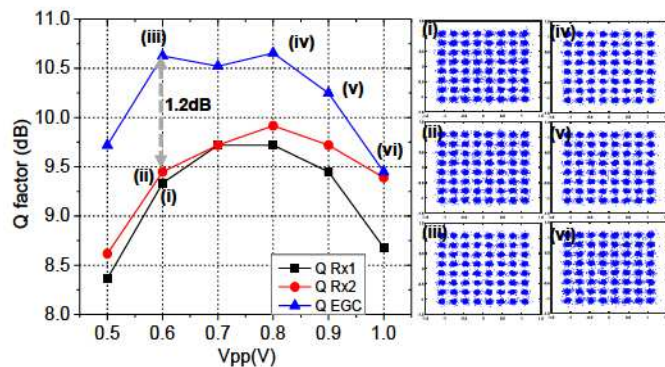 11.0
10.5
10.0
9.5
9.0
8.5
8.0
Q factor (dB)
0.5 0.6 0.7 0.8 0.9 1.0
Vpp(V)
(iii)
(iv)
(v)
(vi)
1.2dB
(ii)
(i)
Q Rx1
Q Rx2
Q EGC
(i)
(iv)
(ii)
(v)
(iii)
(vi)